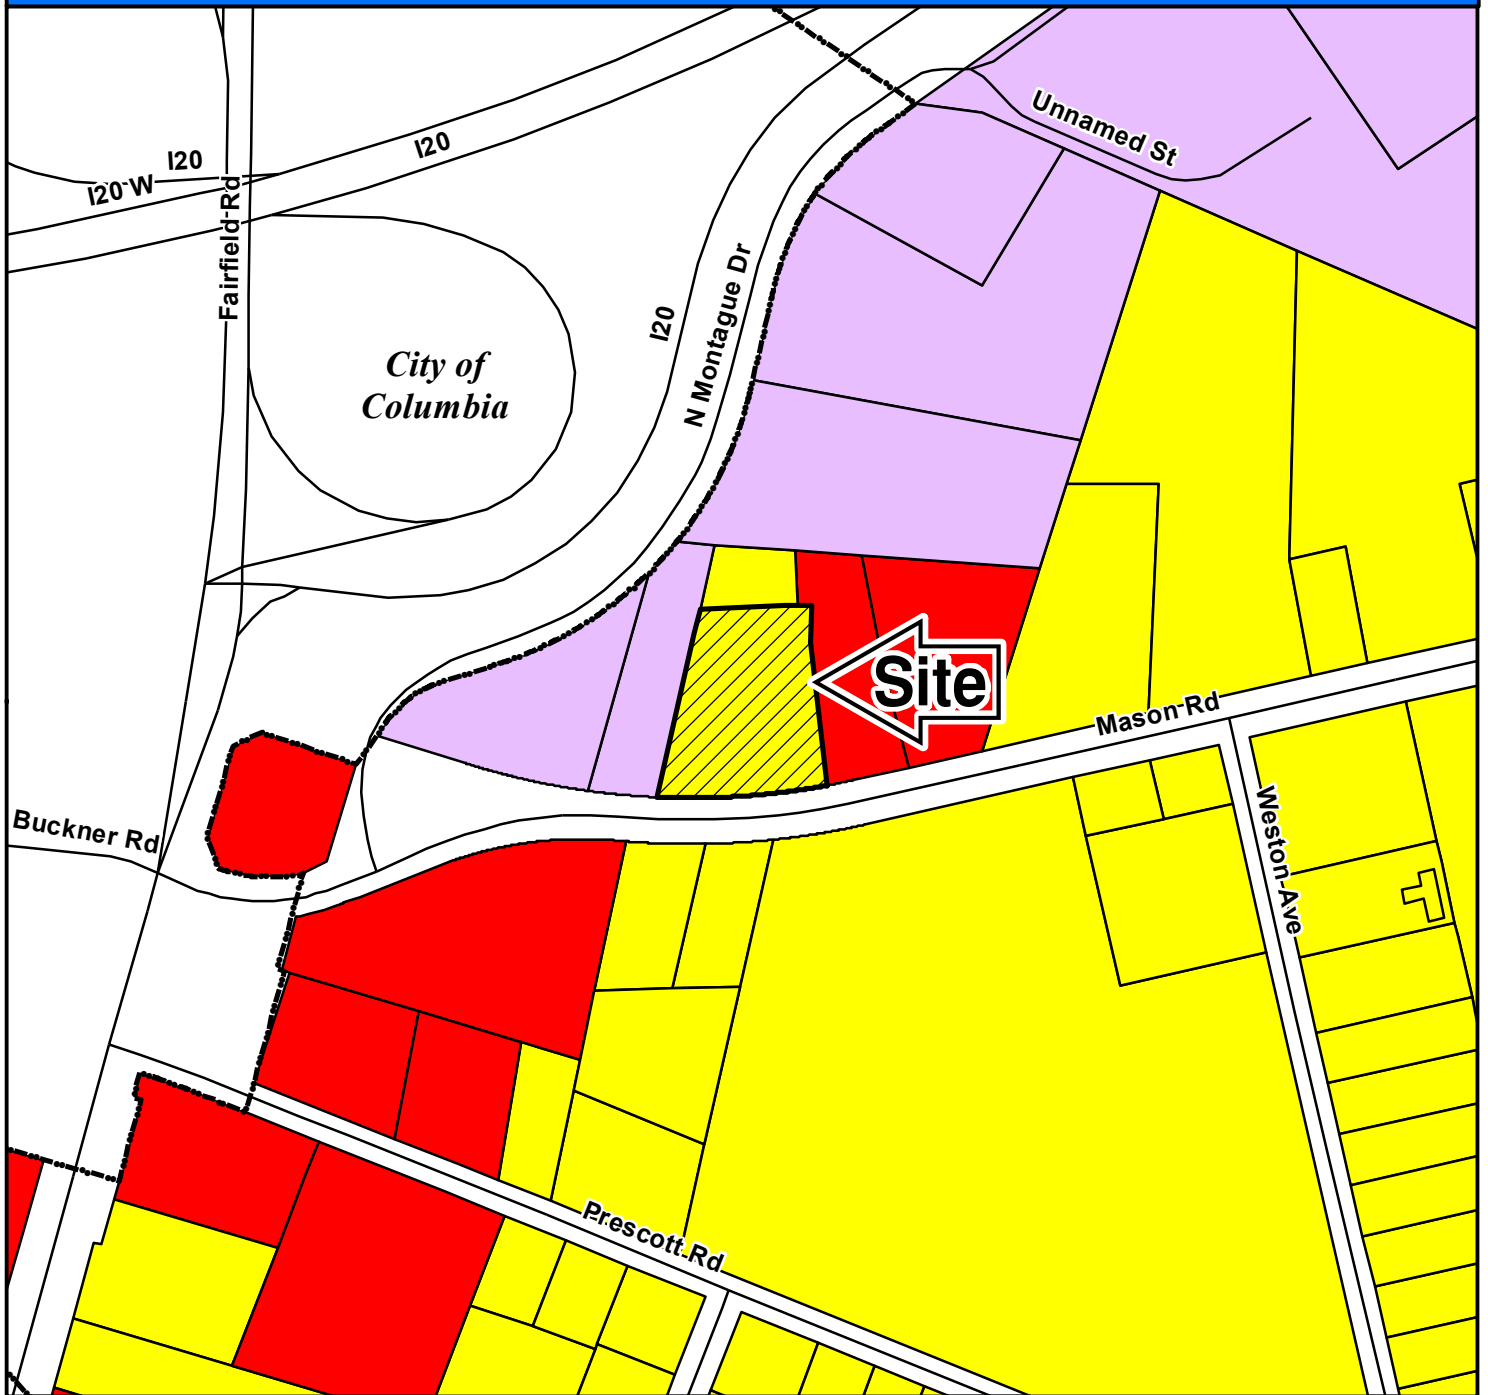 Unnamed St
I20
I20
I20 W
Fairfield Rd
I20
N Montague Dr
City of
Columbia
Site
Mason Rd
Buckner Rd
Weston Ave
Prescott Rd